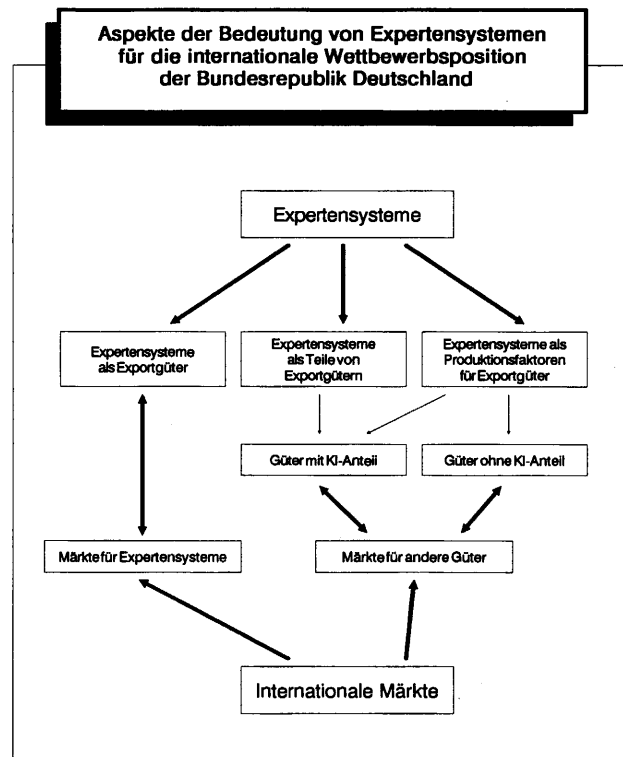 Aspekte der Bedeutung von Expertensystemen
für die internationale Wettbewerbsposition
der Bundesrepublik Deutschland
Expertensysteme
Expertensysteme
als Exportgüter
Expertensysteme
als Teile von
Exportgütern
Expertensysteme als
Produktionsfaktoren
für Exportgüter
Güter mit KI-Anteil
Güter ohne KI-Anteil
Märkte für Expertensysteme
Märkte für andere Güter
Internationale Märkte